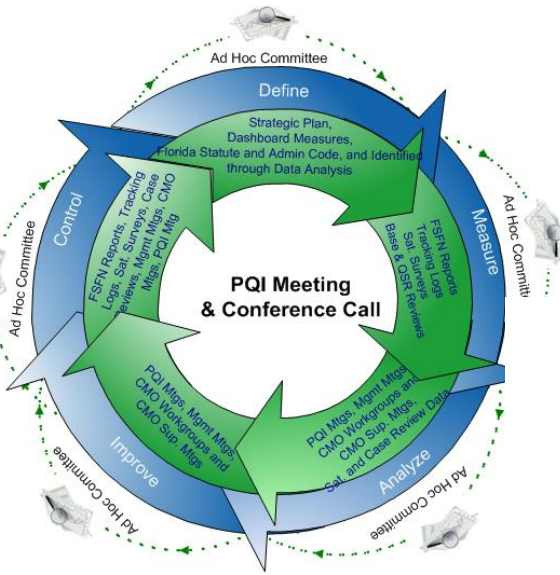 Ad Hoc Committee
Define
Strategic Plan,
Dashboard Measures,
Florida Statute and Admin Code, and Identified
through Data Analysis
Measure
FSFN Reports
Tracking Logs
Sat. Surveys
Base & QSR Reviews
Ad Hoc Committ
PQI Meeting
& Conference Call
Analyze
PQI Mtgs, Mgmt Mtgs
CMO Workgroups and
CMO Sup. Mtgs,
Sat, and Case Review Data
Ad Hoc Committee
Improve
PQI Mtgs, Mgmt Mtgs,
CMO Workgroups and
CMO Sup. Mtgs
Ad Hoc Committee
Control
FSFN Reports, Tracking
Logs, Sat. Surveys, Case
eviews, Mgmt Mtgs, CMO
Mtgs, PQI Mtg
Ad Hoc Committee